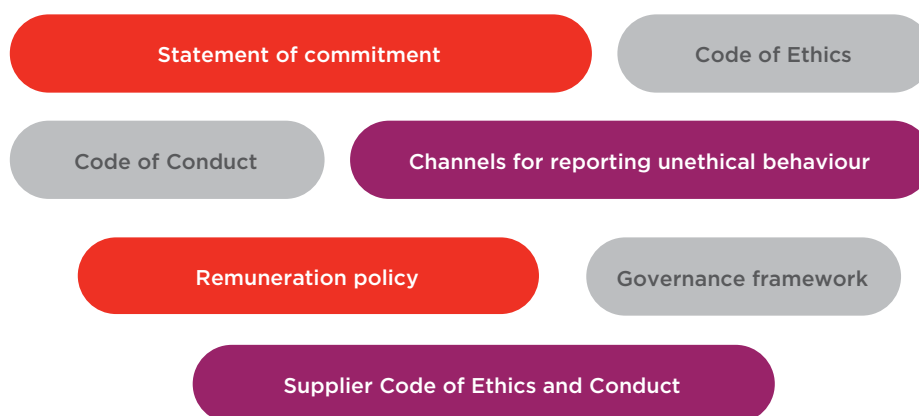 Statement of commitment
Code of Ethics
Code of Conduct
Channels for reporting unethical behaviour
Remuneration policy
Governance framework
Supplier Code of Ethics and Conduct